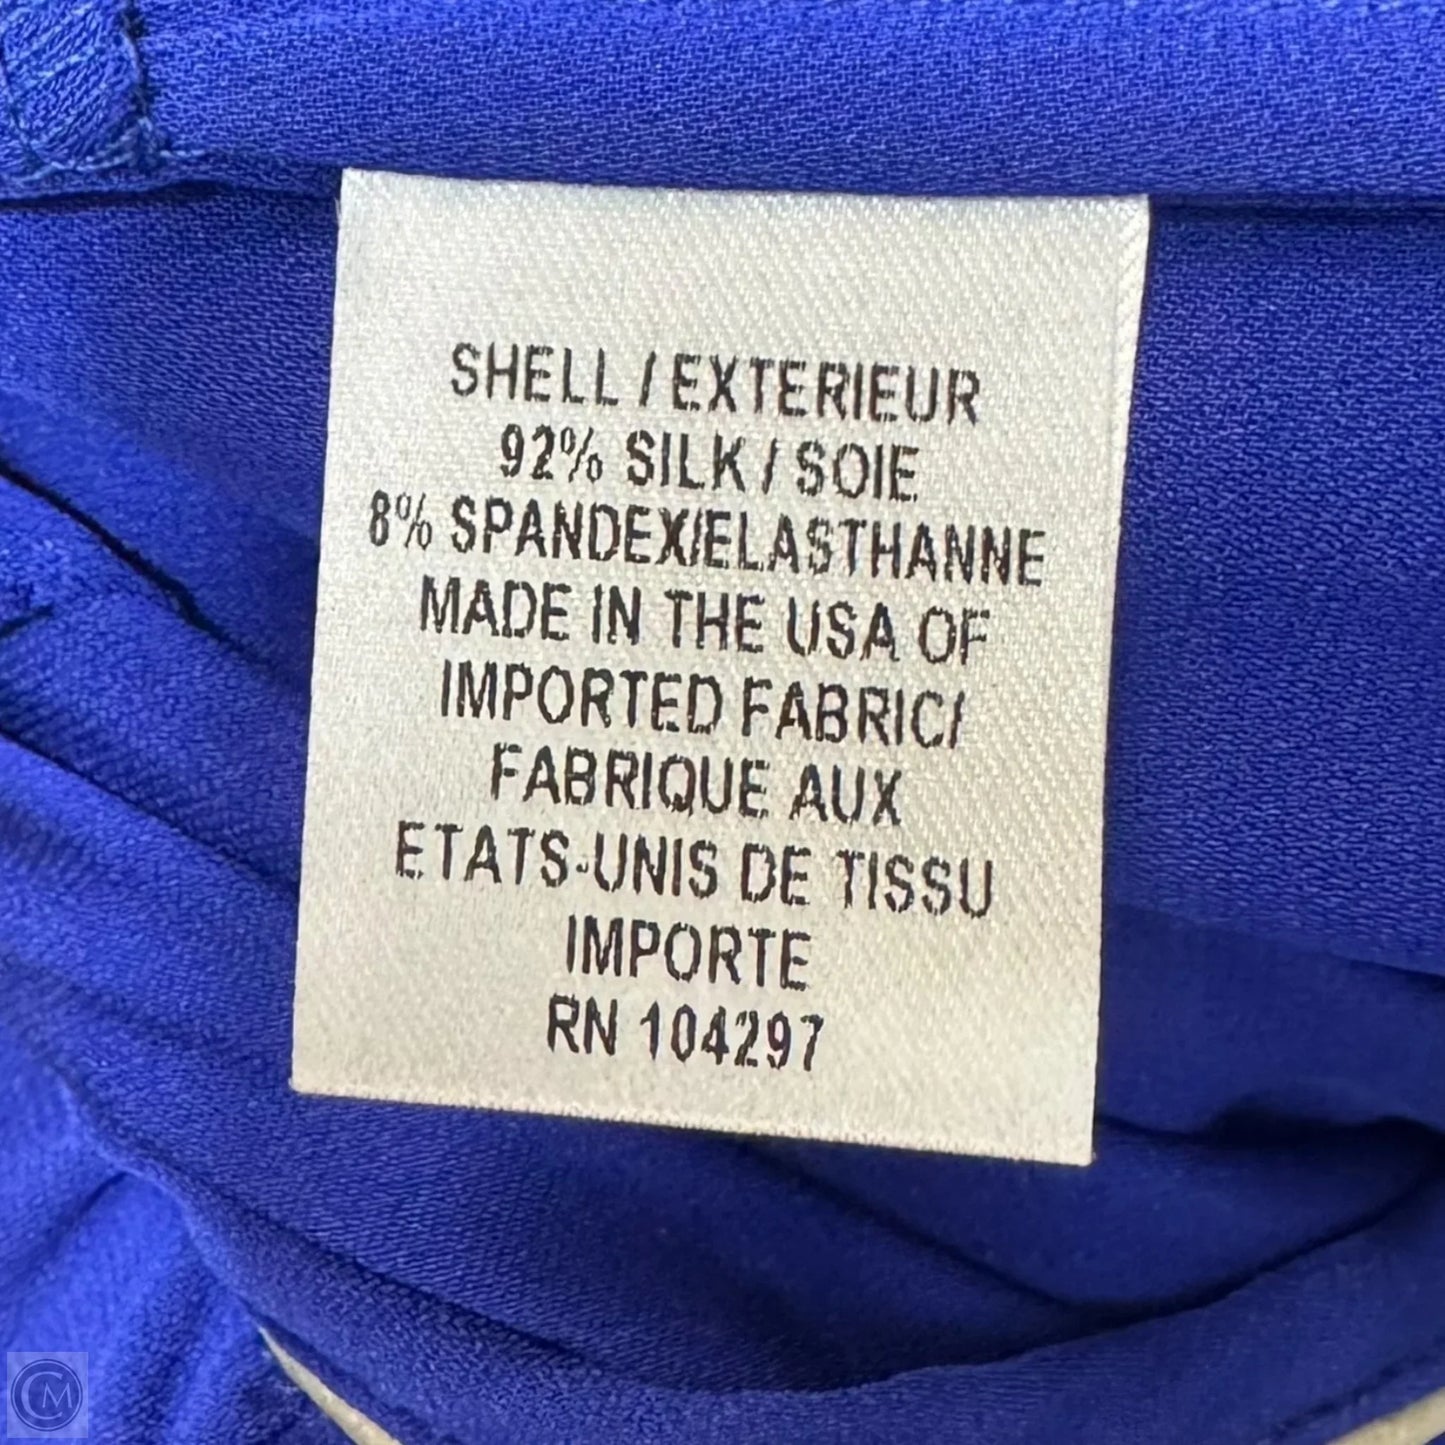 SHELL / EXTERIEUR
92% SILK / SOIE
8% SPANDEX/ELASTHANNE
MADE IN THE USA OF
IMPORTED FABRIC/
FABRIQUE AUX
ETATS-UNIS DE TISSU
IMPORTE
RN 104297
CM